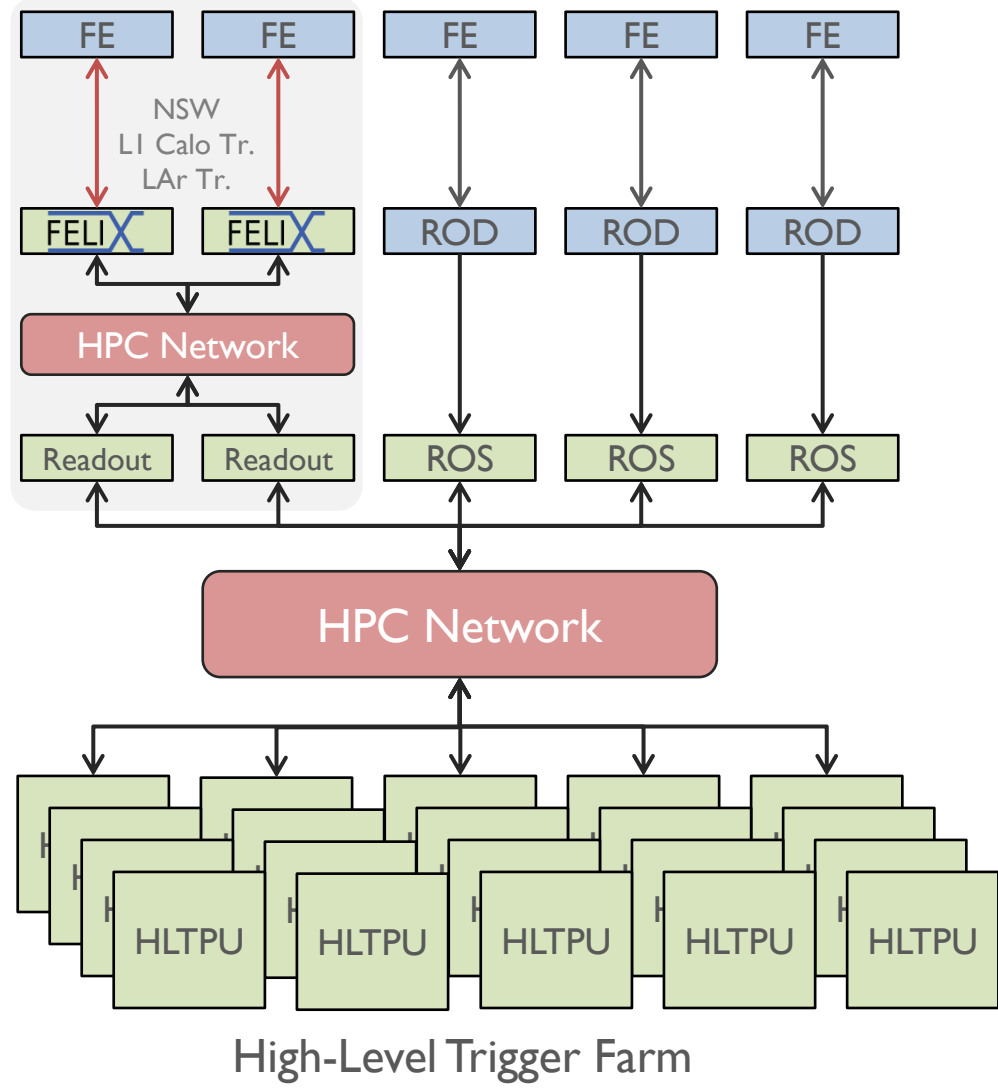 FE FE FE FE FE
NSW
L1 Calo Tr.
LAr Tr.
FELIX FELIX ROD ROD ROD
HPC Network
Readout Readout ROS ROS ROS
HPC Network
HLTPU HLTPU HLTPU HLTPU HLTPU
High-Level Trigger Farm